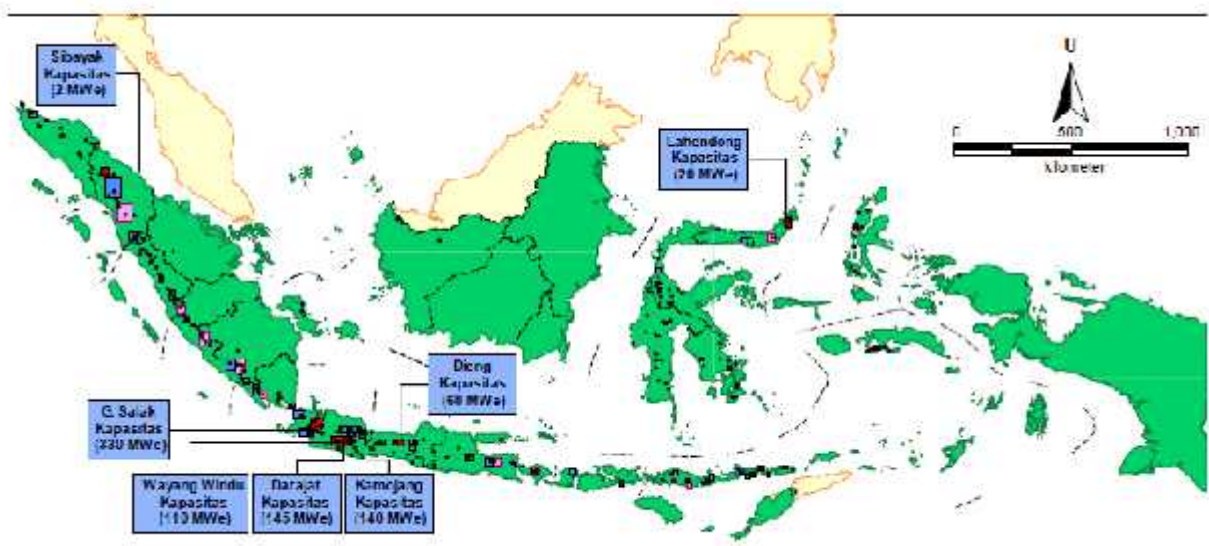 Sibayak
Kapasitas
(2 MWe)
U
0 500 1,000
kilometer
Lahendong
Kapasitas
(20 MWe)
Dieng
Kapasitas
(60 MWe)
G. Salak
Kapasitas
(330 MWe)
Wayang Windu
Kapasitas
(110 MWe)
Darajat
Kapasitas
(145 MWe)
Kamojang
Kapasitas
(140 MWe)